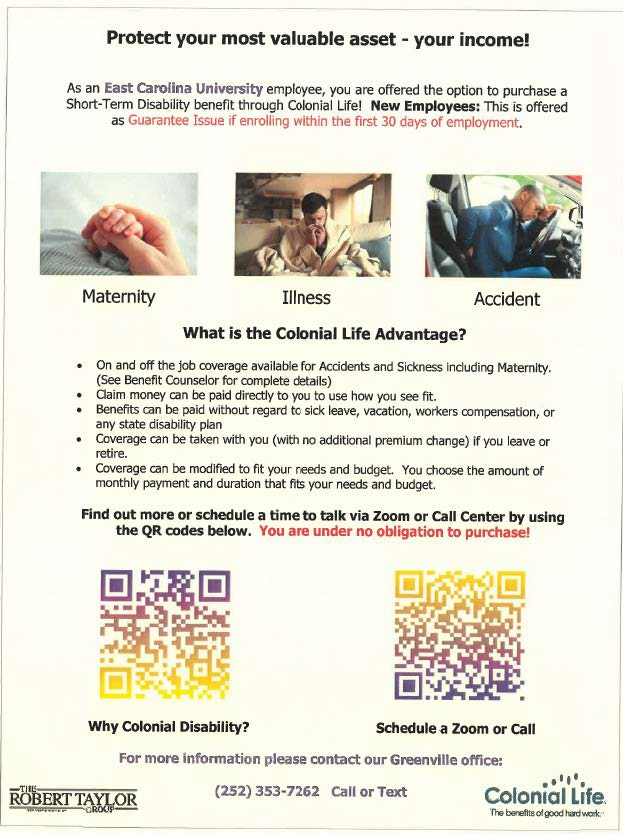 Protect your most valuable asset - your income!
As an East Carolina University employee, you are offered the option to purchase a
Short-Term Disability benefit through Colonial Life!  New Employees: This is offered
as Guarantee Issue if enrolling within the first 30 days of employment.
Maternity
Illness
Accident
What is the Colonial Life Advantage?
• On and off the job coverage available for Accidents and Sickness including Maternity.
(See Benefit Counselor for complete details)
• Claim money can be paid directly to you to use how you see fit.
• Benefits can be paid without regard to sick leave, vacation, workers compensation, or
any state disability plan
• Coverage can be taken with you (with no additional premium change) if you leave or
retire.
• Coverage can be modified to fit your needs and budget.  You choose the amount of
monthly payment and duration that fits your needs and budget.
Find out more or schedule a time to talk via Zoom or Call Center by using
the QR codes below.  You are under no obligation to purchase!
Why Colonial Disability?
Schedule a Zoom or Call
For more information please contact our Greenville office:
(252) 353-7262  Call or Text
THE
ROBERT TAYLOR
GROUP
Colonial Life
The benefits of good hard work.